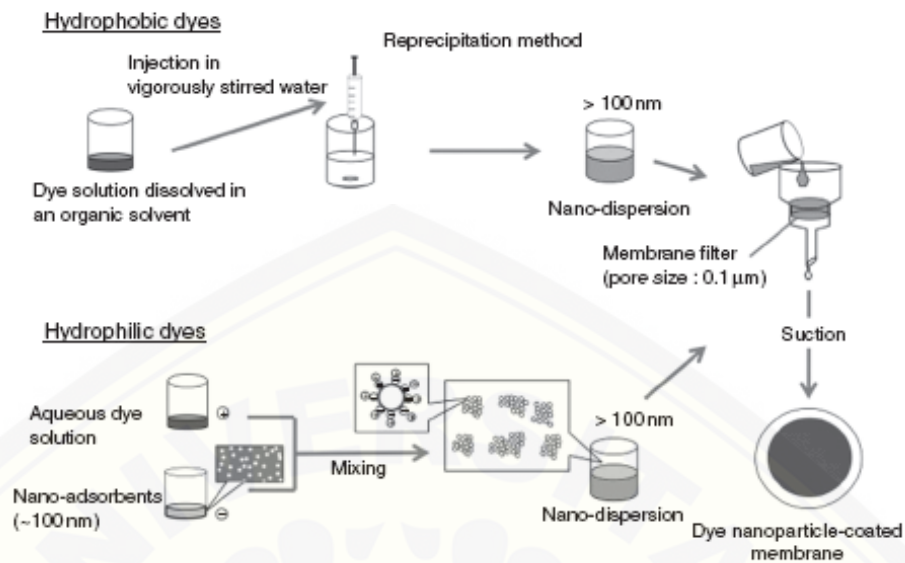 Hydrophobic dyes
Reprecipitation method
Injection in
vigorously stirred water
> 100 nm
Dye solution dissolved in
an organic solvent
Nano-dispersion
Membrane filter
(pore size : 0.1 μm)
Suction
Hydrophilic dyes
Aqueous dye
solution
⊕
> 100 nm
Mixing
Nano-adsorbents
(~100 nm)
⊖
Nano-dispersion
Dye nanoparticle-coated
membrane